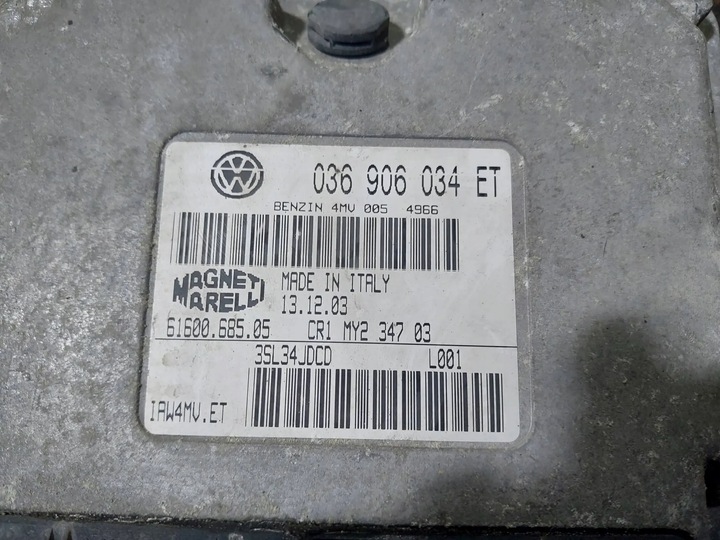 036 906 034 ET
BENZIN 4MV 005 4966
MAGNETI MARELLI
MADE IN ITALY
13.12.03
61600.685.05 CR1 MY2 347 03
3SL34JDCD L001
IAW4MV.ET